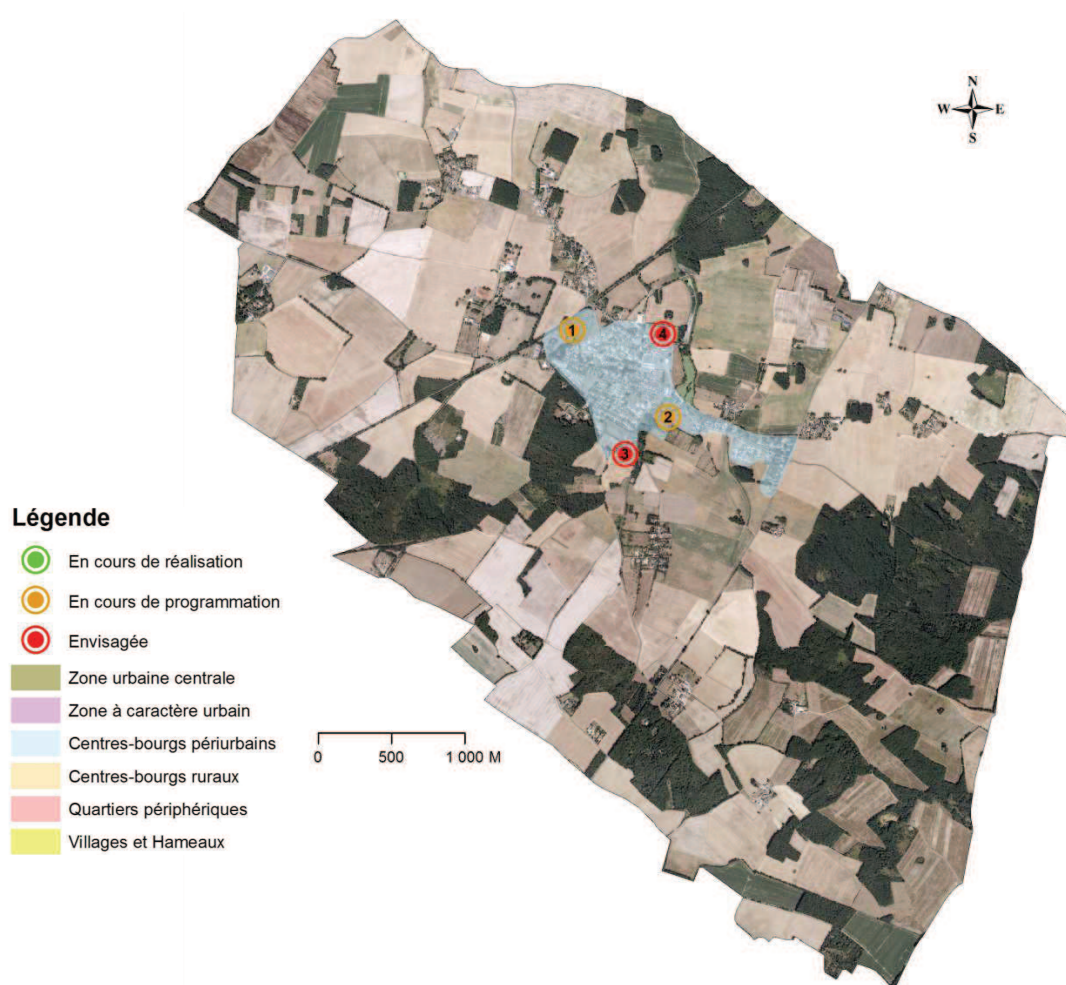 N
W E
S
1
4
2
3
Légende
En cours de réalisation
En cours de programmation
Envisagée
Zone urbaine centrale
Zone à caractère urbain
Centres-bourgs périurbains
Centres-bourgs ruraux
Quartiers périphériques
Villages et Hameaux
0 500 1 000 M